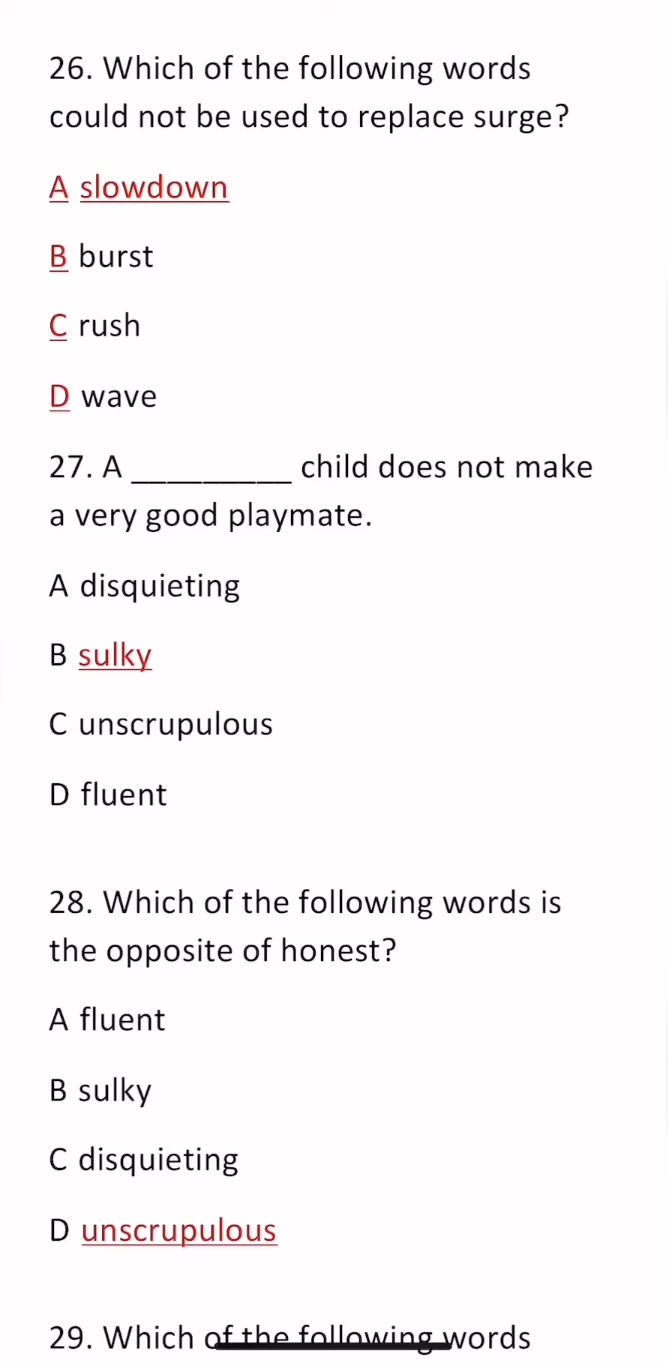 26. Which of the following words
could not be used to replace surge?
A slowdown
B burst
C rush
D wave
27. A _________ child does not make
a very good playmate.
A disquieting
B sulky
C unscrupulous
D fluent
28. Which of the following words is
the opposite of honest?
A fluent
B sulky
C disquieting
D unscrupulous
29. Which of the following words